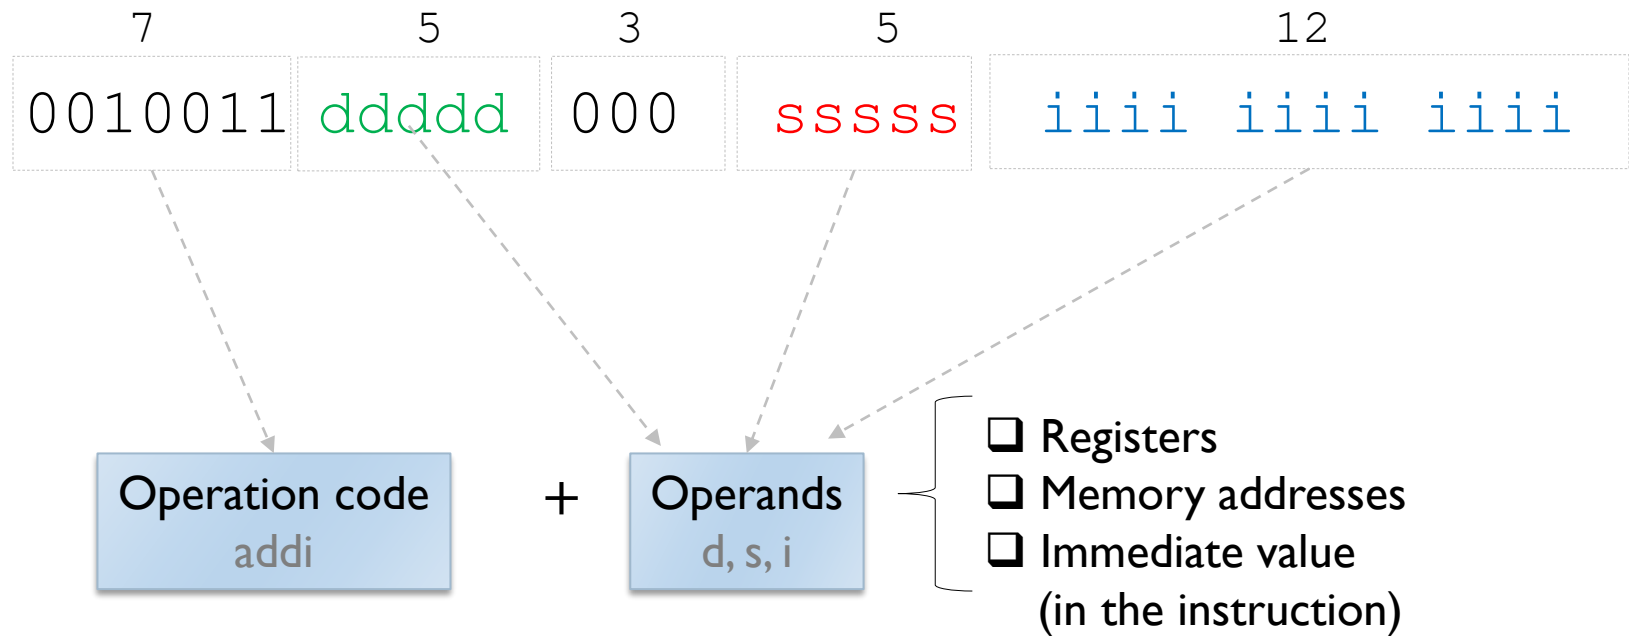 7 5 3 5 12
0010011 ddddd 000 sssss iiii iiii iiii
Operation code
addi
+
Operands
d, s, i
❑ Registers
❑ Memory addresses
❑ Immediate value
(in the instruction)